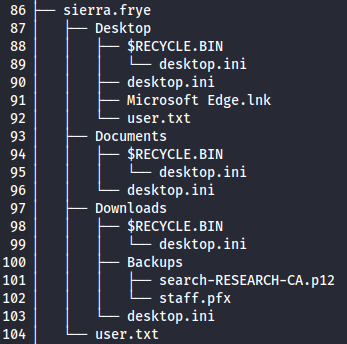 86 ├── sierra.frye
87 │   ├── Desktop
88 │   │   ├── $RECYCLE.BIN
89 │   │   │   └── desktop.ini
90 │   │   ├── desktop.ini
91 │   │   ├── Microsoft Edge.lnk
92 │   │   └── user.txt
93 │   ├── Documents
94 │   │   ├── $RECYCLE.BIN
95 │   │   │   └── desktop.ini
96 │   │   └── desktop.ini
97 │   ├── Downloads
98 │   │   ├── $RECYCLE.BIN
99 │   │   │   └── desktop.ini
100 │   │   ├── Backups
101 │   │   │   ├── search-RESEARCH-CA.p12
102 │   │   │   └── staff.pfx
103 │   │   └── desktop.ini
104 │   └── user.txt